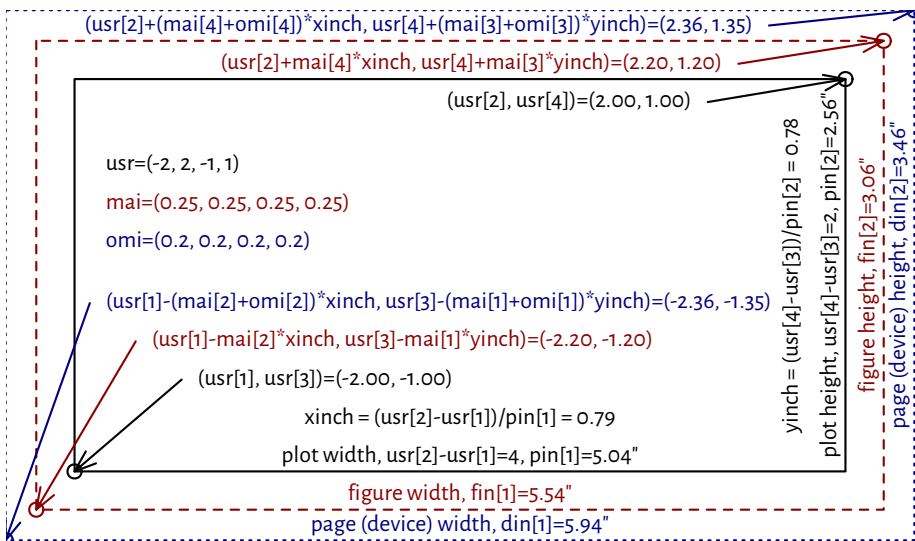 (usr[2]+(mai[4]+omi[4])*xinch, usr[4]+(mai[3]+omi[3])*yinch)=(2.36, 1.35)
(usr[2]+mai[4]*xinch, usr[4]+mai[3]*yinch)=(2.20, 1.20)
(usr[2], usr[4])=(2.00, 1.00)
usr=(-2, 2, -1, 1)
mai=(0.25, 0.25, 0.25, 0.25)
omi=(0.2, 0.2, 0.2, 0.2)
(usr[1]-(mai[2]+omi[2])*xinch, usr[3]-(mai[1]+omi[1])*yinch)=(-2.36, -1.35)
(usr[1]-mai[2]*xinch, usr[3]-mai[1]*yinch)=(-2.20, -1.20)
(usr[1], usr[3])=(-2.00, -1.00)
xinch = (usr[2]-usr[1])/pin[1] = 0.79
plot width, usr[2]-usr[1]=4, pin[1]=5.04"
figure width, fin[1]=5.54"
page (device) width, din[1]=5.94"
yinch = (usr[4]-usr[3])/pin[2] = 0.78
plot height, usr[4]-usr[3]=2, pin[2]=2.56"
figure height, fin[2]=3.06"
page (device) height, din[2]=3.46"